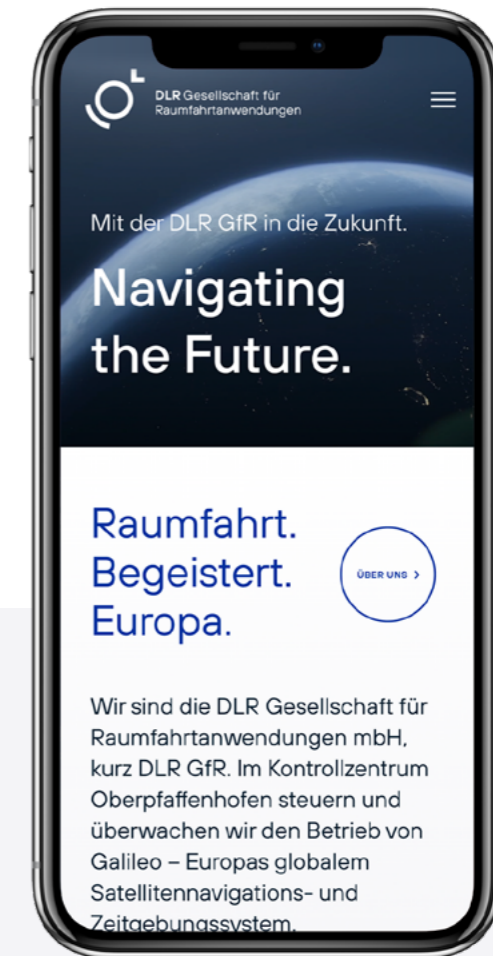 DLR Gesellschaft für
Raumfahrtanwendungen
Mit der DLR GfR in die Zukunft.
Navigating
the Future.
Raumfahrt.
Begeistert.
Europa.
ÜBER UNS >
Wir sind die DLR Gesellschaft für
Raumfahrtanwendungen mbH,
kurz DLR GfR. Im Kontrollzentrum
Oberpfaffenhofen steuern und
überwachen wir den Betrieb von
Galileo – Europas globalem
Satellitennavigations- und
Zeitgebungssystem.